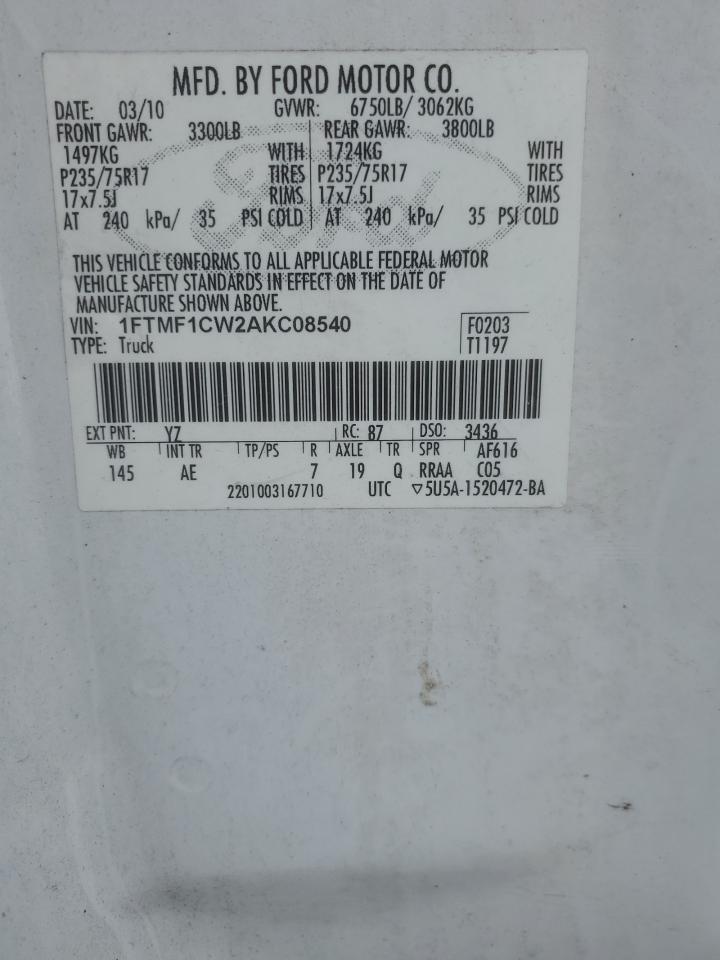 MFD. BY FORD MOTOR CO.
DATE: 03/10 GVWR: 6750LB/ 3062KG
FRONT GAWR: 3300LB REAR GAWR: 3800LB
1497KG WITH 1724KG WITH
P235/75R17 TIRES P235/75R17 TIRES
17x7.5J RIMS 17x7.5J RIMS
AT 240 kPa/ 35 PSI COLD AT 240 kPa/ 35 PSI COLD
Ford
THIS VEHICLE CONFORMS TO ALL APPLICABLE FEDERAL MOTOR
VEHICLE SAFETY STANDARDS IN EFFECT ON THE DATE OF
MANUFACTURE SHOWN ABOVE.
VIN: 1FTMF1CW2AKC08540 F0203
TYPE: Truck T1197
EXT PNT: YZ RC: 87 DSO: 3436
WB INT TR TP/PS R AXLE TR SPR AF616
145 AE 7 19 Q RRAA C05
2201003167710 UTC ▽5U5A-1520472-BA